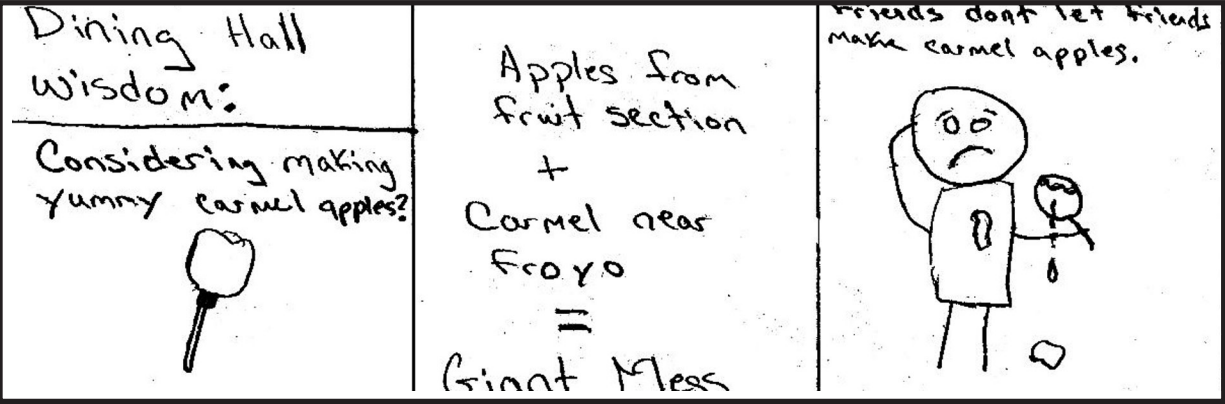 Dining Hall
Wisdom:
Considering making
yummy carmel apples?
Apples from
fruit section
+
Carmel near
froyo
=
Giant Mess
Friends dont let friends
make carmel apples.